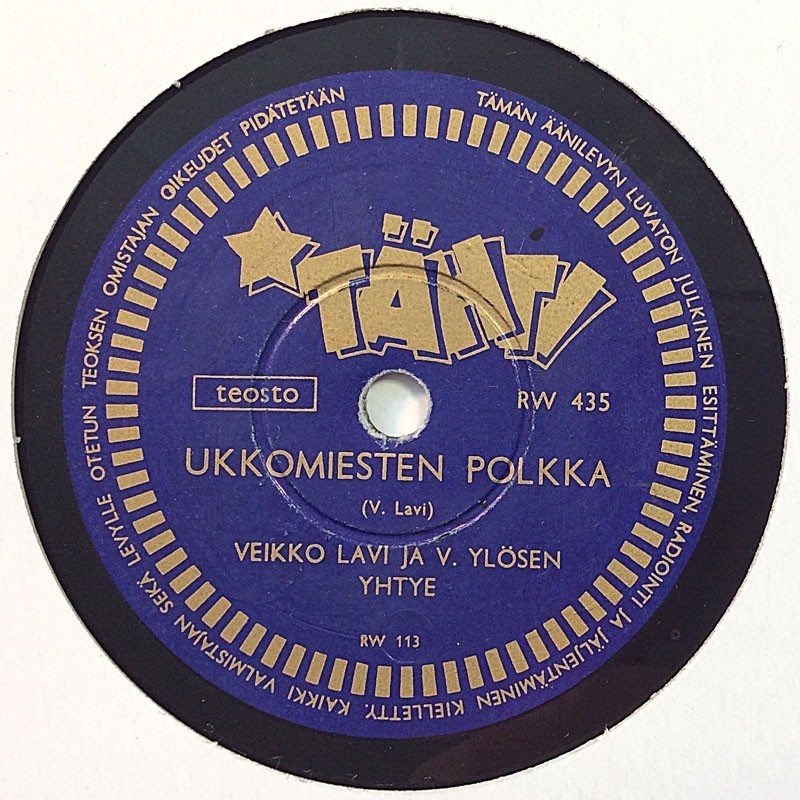 TÄMÄN ÄÄNILEVYN LUVATON JULKINEN ESITTÄMINEN, RADIOINTI JA JÄLJENTÄMINEN KIELLETTY. KAIKKI VALMISTAJAN SEKÄ LEVYLLE OTETUN TEOKSEN OMISTAJAN OIKEUDET PIDÄTETÄÄN
TÄHTI
teosto RW 435
UKKOMIESTEN POLKKA
(V. Lavi)
VEIKKO LAVI JA V. YLÖSEN
YHTYE
RW 113